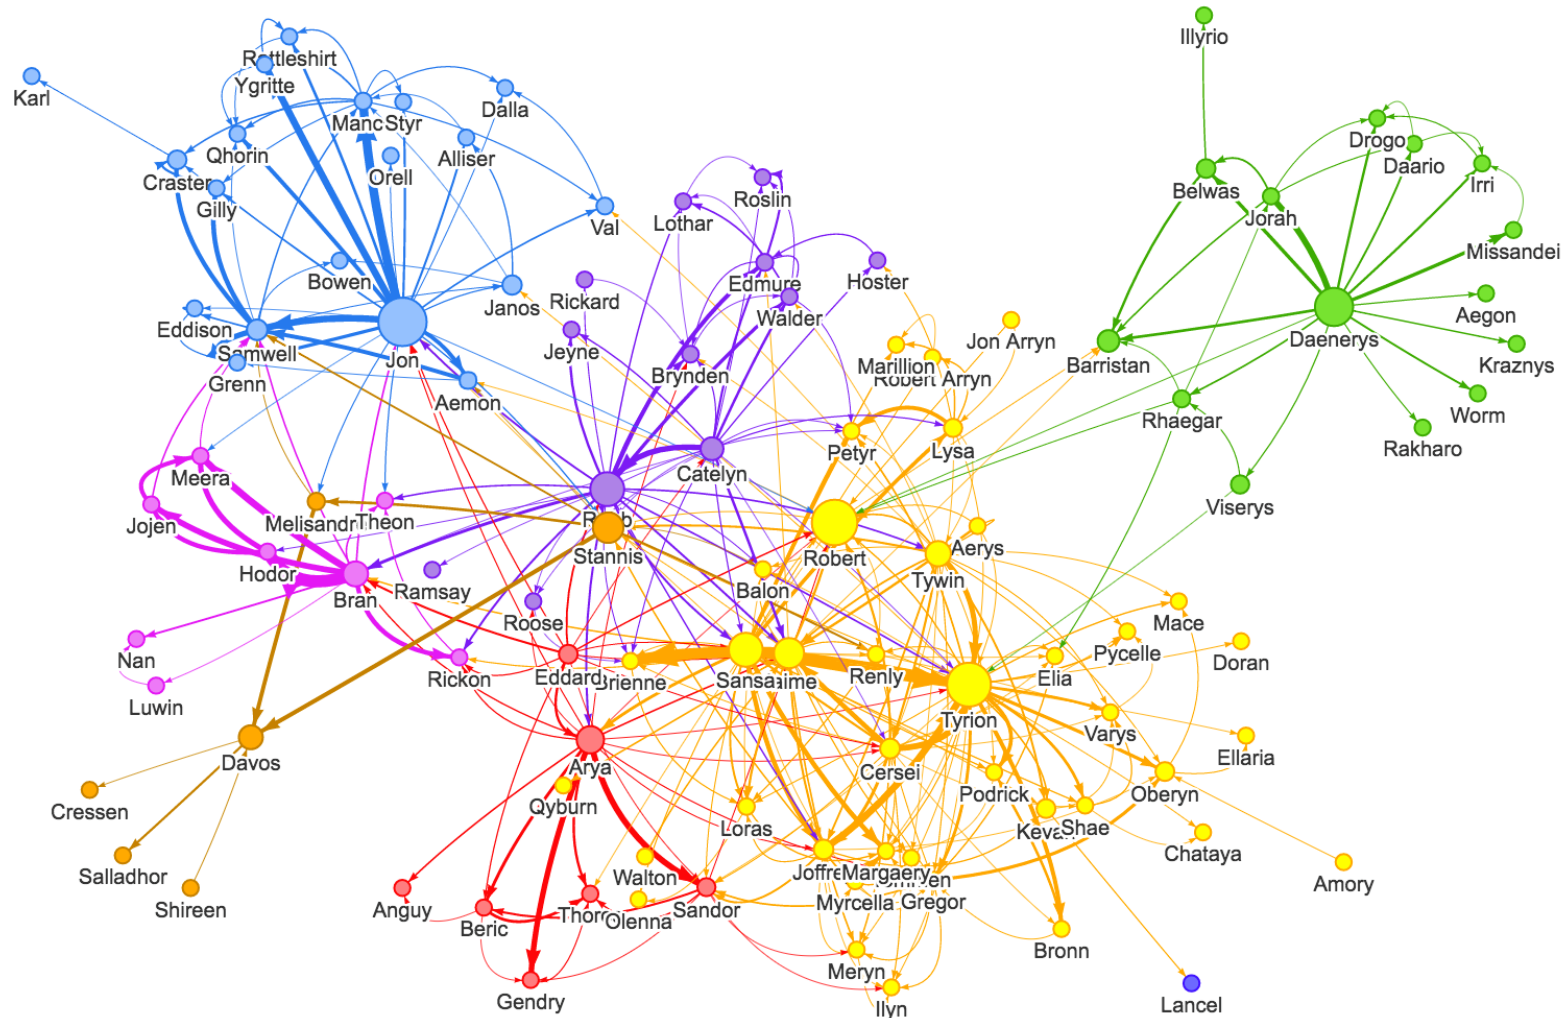 Illyrio
Rattleshirt
Ygritte
Karl
Dalla
Styr
Drogo
Daario
Qhorin
Alliser
Orell
Craster
Gilly
Irri
Belwas
Roslin
Lothar
Jorah
Val
Missandei
Bowen
Edmure
Hoster
Rickard
Janos
Walder
Aegon
Eddison
Samwell
Jon
Jon Arryn
Daenerys
Grenn
Jeyne
Brynden
Marillion
Robert Arryn
Barristan
Kraznys
Aemon
Rhaegar
Worm
Petyr
Lysa
Rakharo
Catelyn
Meera
Viserys
Jojen
Theon
Stannis
Robert
Aerys
Tywin
Hodor
Bran
Ramsay
Balon
Roose
Mace
Nan
Pycelle
Doran
Rickon
Eddard
Brienne
Sansa
Renly
Elia
Luwin
Tyrion
Varys
Davos
Arya
Cersei
Ellaria
Qyburn
Podrick
Oberyn
Cressen
Loras
Shae
Chataya
Salladhor
Walton
Margaery
Amory
Shireen
Anguy
Beric
Olenna
Sandor
Myrcella
Gregor
Bronn
Meryn
Gendry
Ilyn
Lancel